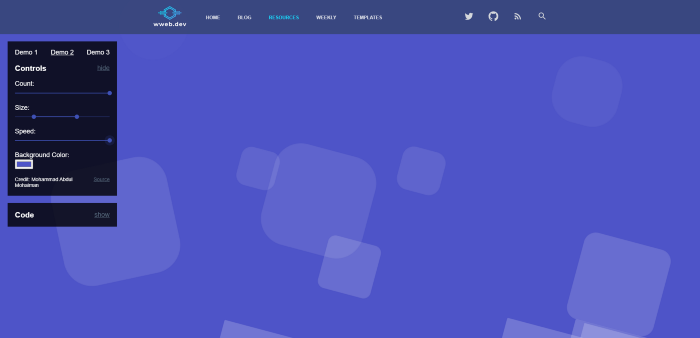 wweb.dev
HOME BLOG RESOURCES WEEKLY TEMPLATES
Demo 1 Demo 2 Demo 3
Controls hide
Count:
Size:
Speed:
Background Color:
Credit: Mohammad Abdul Mohaiman Source
Code show